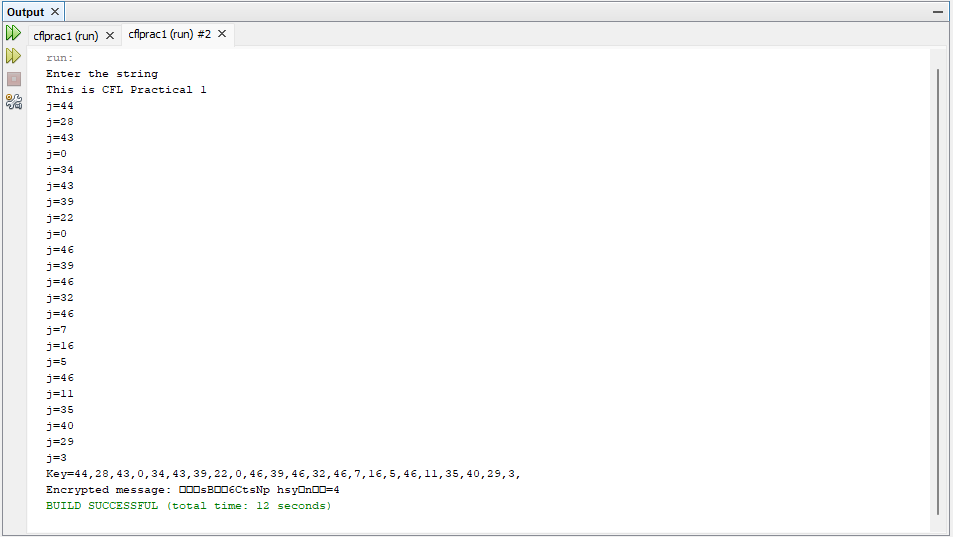 Output
cflprac1 (run) cflprac1 (run) #2
run:
Enter the string
This is CFL Practical 1
j=44
j=28
j=43
j=0
j=34
j=43
j=39
j=22
j=0
j=46
j=39
j=46
j=32
j=46
j=7
j=16
j=5
j=46
j=11
j=35
j=40
j=29
j=3
Key=44,28,43,0,34,43,39,22,0,46,39,46,32,46,7,16,5,46,11,35,40,29,3,
Encrypted message: □□□sB□□6CtsNp hsy□n□□=4
BUILD SUCCESSFUL (total time: 12 seconds)